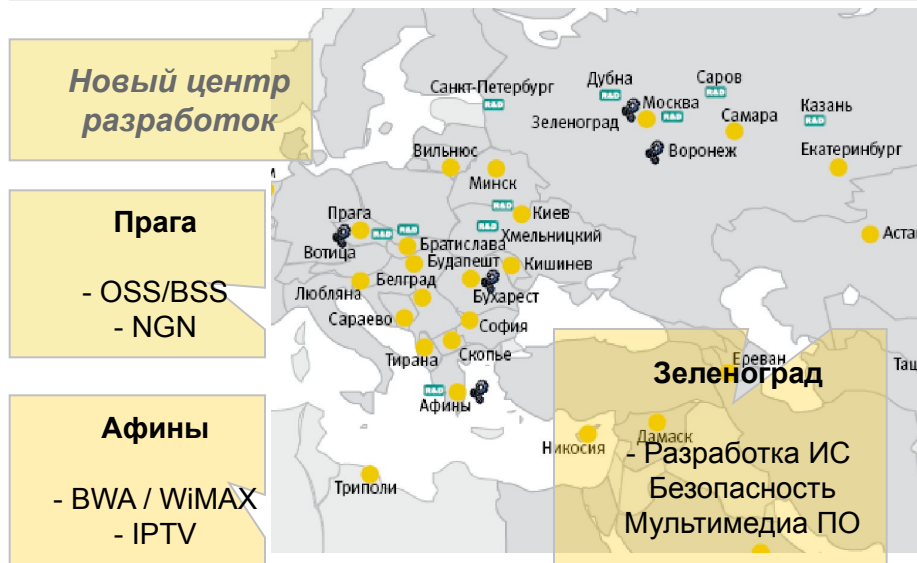 Новый центр
разработок
Прага
- OSS/BSS
- NGN
Афины
- BWA / WiMAX
- IPTV
Санкт-Петербург
R&D
Дубна
R&D
Саров
R&D
Москва
R&D
Зеленоград
Самара
Казань
R&D
Воронеж
Екатеринбург
Вильнюс
Минск
Прага
R&D
R&D
Киев
R&D
Хмельницкий
Вотица
Братислава
Будапешт
Кишинев
Астан
Любляна
Белград
Бухарест
Сараево
София
Тирана
Скопье
R&D
Афины
Ереван
Таш
Никосия
Дамаск
Триполи
Зеленоград
- Разработка ИС
Безопасность
Мультимедиа ПО